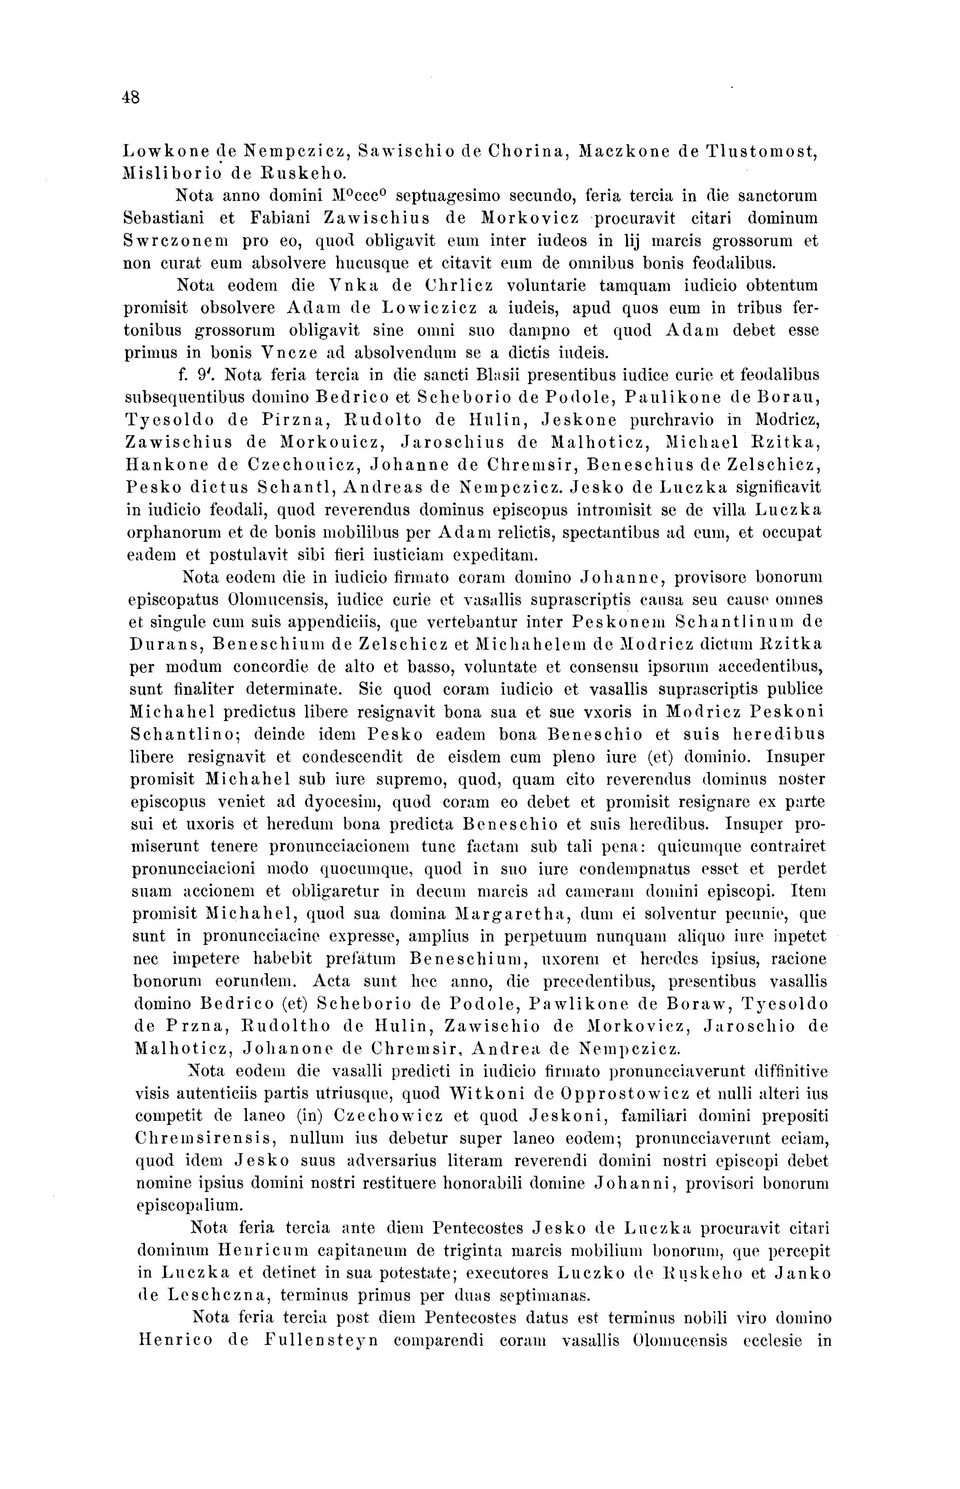 48
Lowkone de Nempczicz, Sawischio de Chorina, Maczkone de Tlustomost,
Misliborio de Ruskeho.
Nota anno domini M⁰ccc⁰ septuagesimo secundo, feria tercia in die sanctorum
Sebastiani et Fabiani Zawischius de Morkovicz procuravit citari dominum
Swrczonem pro eo, quod obligavit eum inter iudeos in lij marcis grossorum et
non curat eum absolvere hucusque et citavit eum de omnibus bonis feodalibus.
Nota eodem die Vnka de Chrlicz voluntarie tamquam iudicio obtentum
promisit obsolvere Adam de Lowiczicz a iudeis, apud quos eum in tribus fer-
tonibus grossorum obligavit sine omni suo dampno et quod Adam debet esse
primus in bonis Vncze ad absolvendum se a dictis iudeis.
f. 9′. Nota feria tercia in die sancti Blasii presentibus iudice curie et feodalibus
subsequentibus domino Bedrico et Scheborio de Podole, Paulikone de Borau,
Tyesoldo de Pirzna, Rudolto de Hulin, Jeskone purchravio in Modricz,
Zawischius de Morkouicz, Jaroschius de Malhoticz, Michael Rzitka,
Hankone de Czechouicz, Johanne de Chremsir, Beneschius de Zelschicz,
Pesko dictus Schantl, Andreas de Nempczicz. Jesko de Luczka significavit
in iudicio feodali, quod reverendus dominus episcopus intromisit se de villa Luczka
orphanorum et de bonis mobilibus per Adam relictis, spectantibus ad eum, et occupat
eadem et postulavit sibi fieri iusticiam expeditam.
Nota eodem die in iudicio firmato coram domino Johanne, provisore bonorum
episcopatus Olomucensis, iudice curie et vasallis suprascriptis causa seu cause omnes
et singule cum suis appendiciis, que vertebantur inter Peskonem Schantlinum de
Durans, Beneschium de Zelschicz et Michahelem de Modricz dictum Rzitka
per modum concordie de alto et basso, voluntate et consensu ipsorum accedentibus,
sunt finaliter determinate. Sic quod coram iudicio et vasallis suprascriptis publice
Michahel predictus libere resignavit bona sua et sue vxoris in Modricz Peskoni
Schantlino; deinde idem Pesko eadem bona Beneschio et suis heredibus
libere resignavit et condescendit de eisdem cum pleno iure (et) dominio. Insuper
promisit Michahel sub iure supremo, quod, quam cito reverendus dominus noster
episcopus veniet ad dyocesim, quod coram eo debet et promisit resignare ex parte
sui et uxoris et heredum bona predicta Beneschio et suis heredibus. Insuper pro-
miserunt tenere pronuncciacionem tunc factam sub tali pena: quicumque contrairet
pronuncciacioni modo quocumque, quod in suo iure condempnatus esset et perdet
suam accionem et obligaretur in decum marcis ad cameram domini episcopi. Item
promisit Michahel, quod sua domina Margaretha, dum ei solventur pecunie, que
sunt in pronuncciacine expresse, amplius in perpetuum nunquam aliquo iure inpetet
nec impetere habebit prefatum Beneschium, uxorem et heredes ipsius, racione
bonorum eorundem. Acta sunt hec anno, die precedentibus, presentibus vasallis
domino Bedrico (et) Scheborio de Podole, Pawlikone de Boraw, Tyesoldo
de Przna, Rudoltho de Hulin, Zawischio de Morkovicz, Jaroschio de
Malhoticz, Johanone de Chremsir, Andrea de Nempczicz.
Nota eodem die vasalli predicti in iudicio firmato pronuncciaverunt diffinitive
visis autenticiis partis utriusque, quod Witkoni de Opprostowicz et nulli alteri ius
competit de laneo (in) Czechowicz et quod Jeskoni, familiari domini prepositi
Chremsirensis, nullum ius debetur super laneo eodem; pronuncciaverunt eciam,
quod idem Jesko suus adversarius literam reverendi domini nostri episcopi debet
nomine ipsius domini nostri restituere honorabili domine Johanni, provisori bonorum
episcopalium.
Nota feria tercia ante diem Pentecostes Jesko de Luczka procuravit citari
dominum Henricum capitaneum de triginta marcis mobilium bonorum, que percepit
in Luczka et detinet in sua potestate; executores Luczko de Ruskeho et Janko
de Leschczna, terminus primus per duas septimanas.
Nota feria tercia post diem Pentecostes datus est terminus nobili viro domino
Henrico de Fullensteyn comparendi coram vasallis Olomucensis ecclesie in